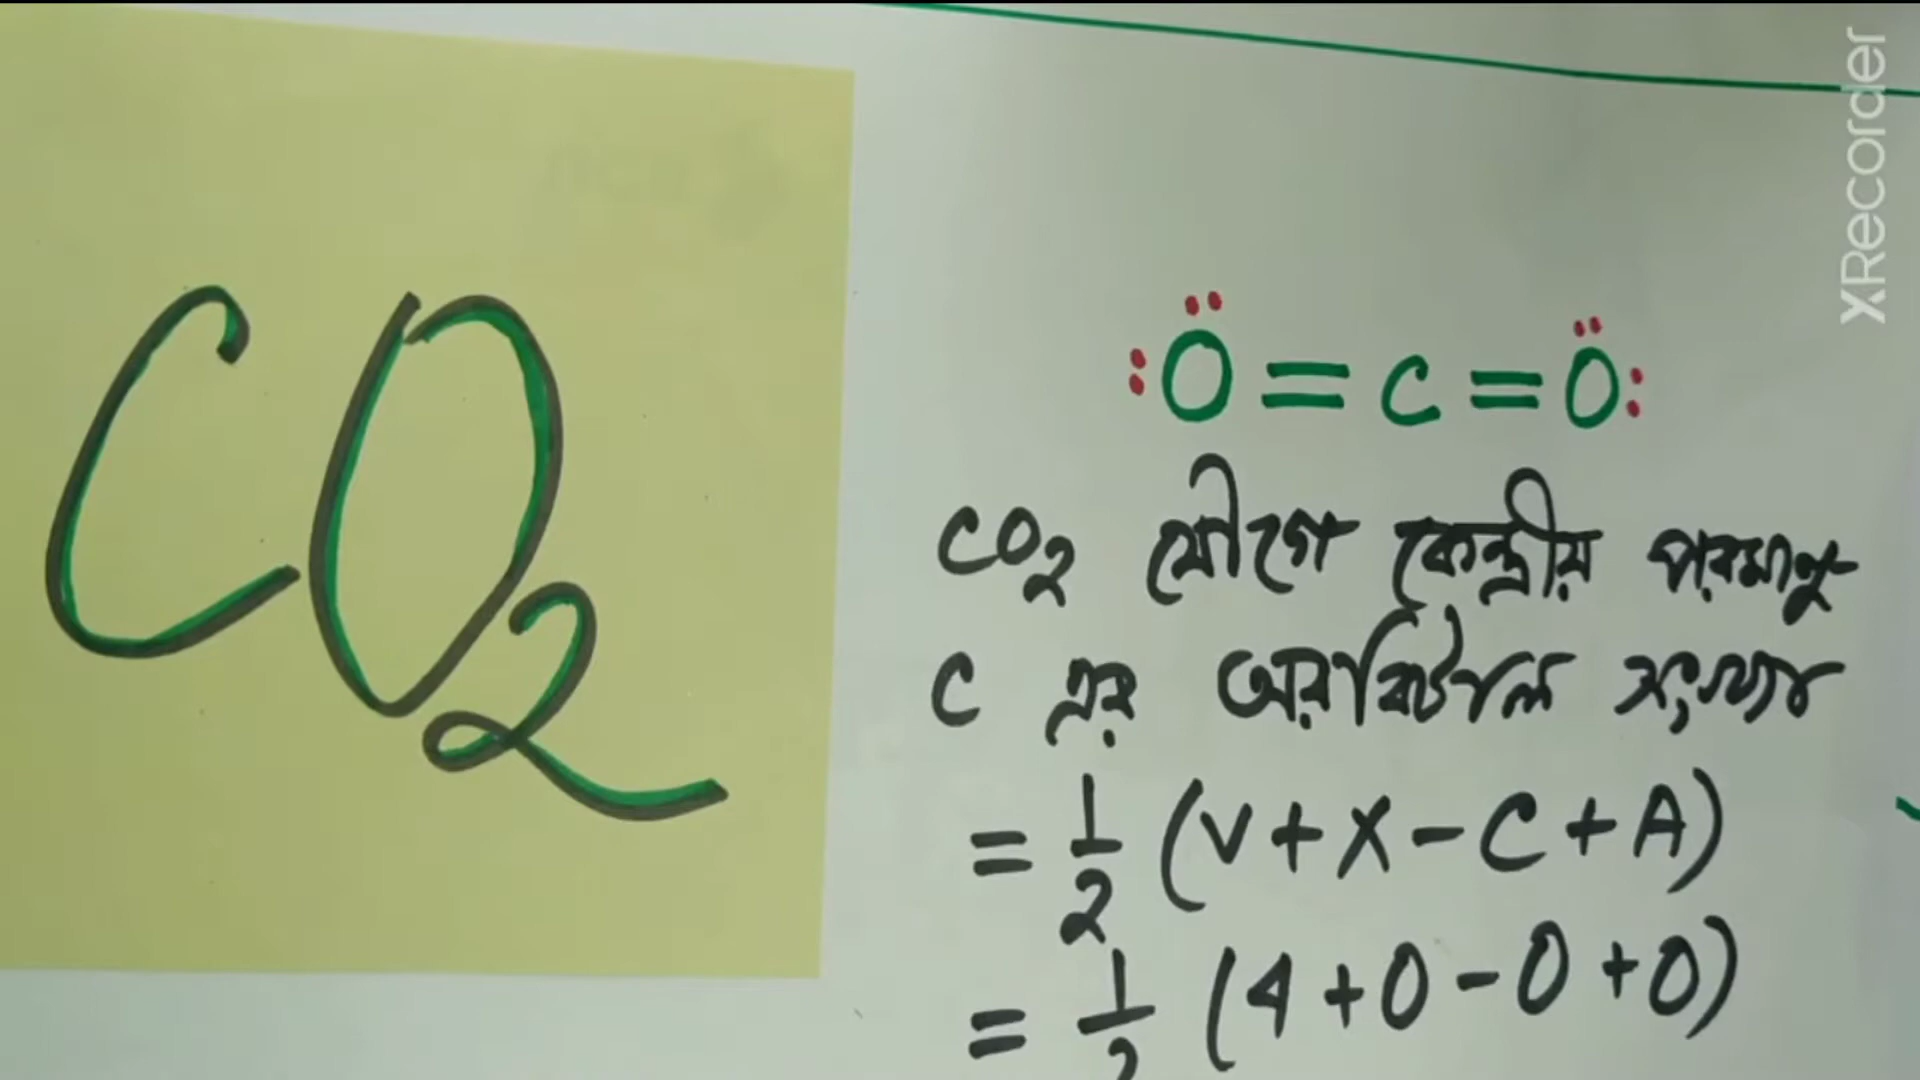 CO2
:Ö = C = Ö:
CO2 যৌগে কেন্দ্রীয় পরমাণু
C এর অরবিটাল সংখ্যা
= 1/2 (V + X - C + A)
= 1/2 (4 + 0 - 0 + 0)
XRecorder